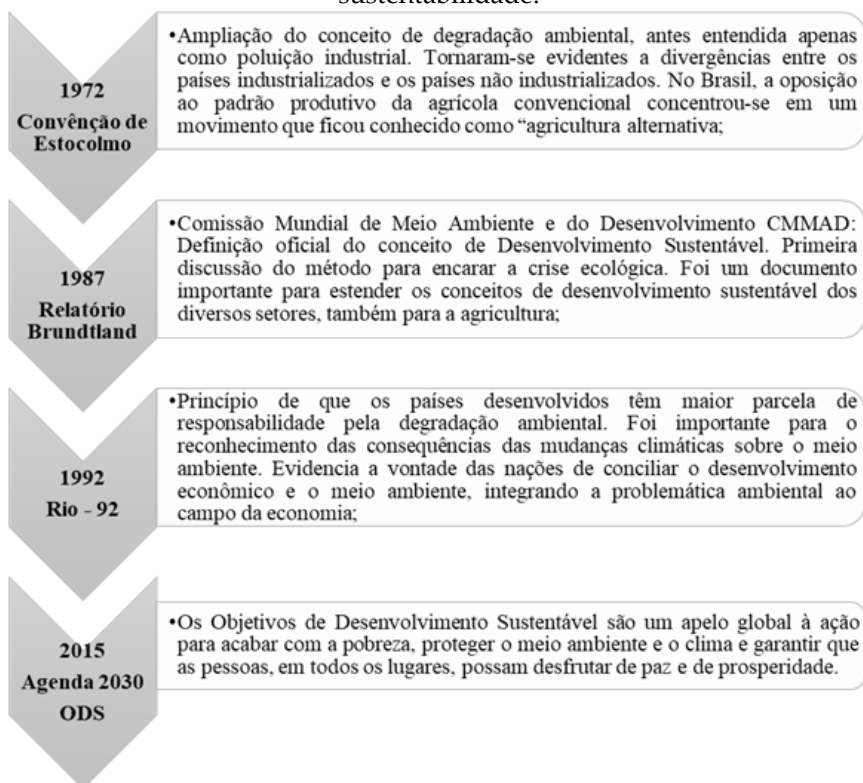 sustentabilidade.
1972
Convênção de
Estocolmo
•Ampliação do conceito de degradação ambiental, antes entendida apenas
como poluição industrial. Tornaram-se evidentes a divergências entre os
países industrializados e os países não industrializados. No Brasil, a oposição
ao padrão produtivo da agrícola convencional concentrou-se em um
movimento que ficou conhecido como “agricultura alternativa;
1987
Relatório
Brundtland
•Comissão Mundial de Meio Ambiente e do Desenvolvimento CMMAD:
Definição oficial do conceito de Desenvolvimento Sustentável. Primeira
discussão do método para encarar a crise ecológica. Foi um documento
importante para estender os conceitos de desenvolvimento sustentável dos
diversos setores, também para a agricultura;
1992
Rio - 92
•Princípio de que os países desenvolvidos têm maior parcela de
responsabilidade pela degradação ambiental. Foi importante para o
reconhecimento das consequências das mudanças climáticas sobre o meio
ambiente. Evidencia a vontade das nações de conciliar o desenvolvimento
econômico e o meio ambiente, integrando a problemática ambiental ao
campo da economia;
2015
Agenda 2030
ODS
•Os Objetivos de Desenvolvimento Sustentável são um apelo global à ação
para acabar com a pobreza, proteger o meio ambiente e o clima e garantir que
as pessoas, em todos os lugares, possam desfrutar de paz e de prosperidade.